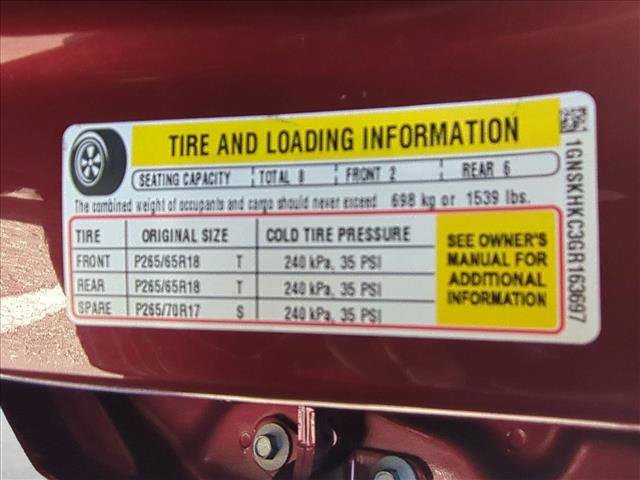 TIRE AND LOADING INFORMATION
SEATING CAPACITY TOTAL 8 FRONT 2 REAR 6
The combined weight of occupants and cargo should never exceed 698 kg or 1539 lbs.
TIRE ORIGINAL SIZE COLD TIRE PRESSURE
FRONT P265/65R18 T 240 kPa, 35 PSI
REAR P265/65R18 T 240 kPa, 35 PSI
SPARE P265/70R17 S 240 kPa, 35 PSI
SEE OWNER'S
MANUAL FOR
ADDITIONAL
INFORMATION
1GNSKHKC3GR163697